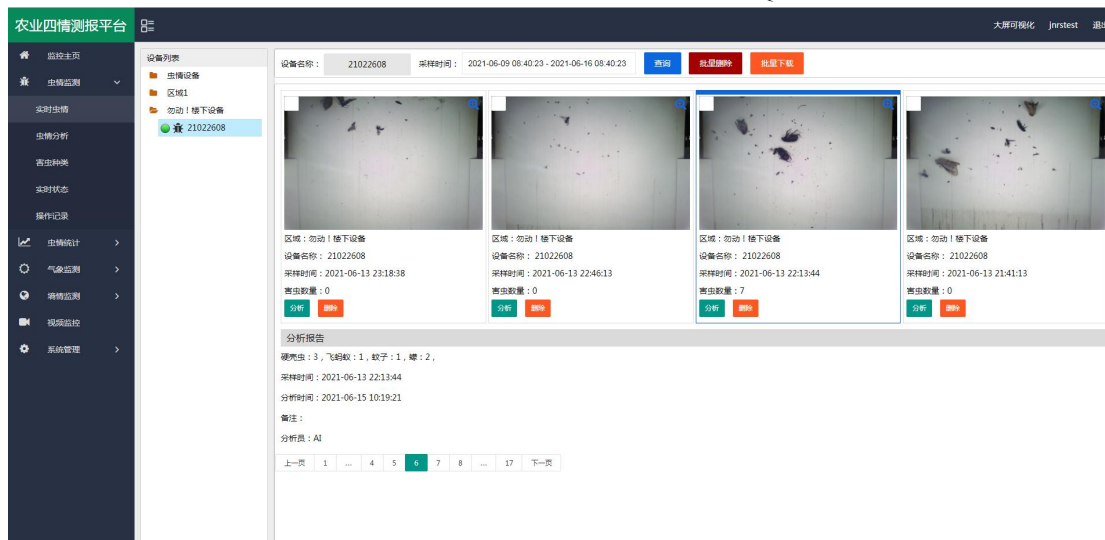 农业四情测报平台
大屏可视化 jnrstest
监控主页
虫情监测
实时虫情
虫情分析
害虫种类
实时状态
操作记录
虫情统计
气象监测
墒情监测
视频监控
系统管理
设备列表
虫情设备
区域1
勿动！楼下设备
21022608
设备名称： 21022608 采样时间： 2021-06-09 08:40:23 - 2021-06-16 08:40:23 查询 批量删除 批量下载
区域：勿动！楼下设备
设备名称： 21022608
采样时间：2021-06-13 23:18:38
害虫数量：0
分析 删除
区域：勿动！楼下设备
设备名称： 21022608
采样时间：2021-06-13 22:46:13
害虫数量：0
分析 删除
区域：勿动！楼下设备
设备名称： 21022608
采样时间：2021-06-13 22:13:44
害虫数量：7
分析 删除
区域：勿动！楼下设备
设备名称： 21022608
采样时间：2021-06-13 21:41:13
害虫数量：0
分析 删除
分析报告
硬壳虫：3，飞蚂蚁：1，蚊子：1，蠓：2，
采样时间：2021-06-13 22:13:44
分析时间：2021-06-15 10:19:21
备注：
分析员：AI
上一页 1 … 4 5 6 7 8 … 17 下一页